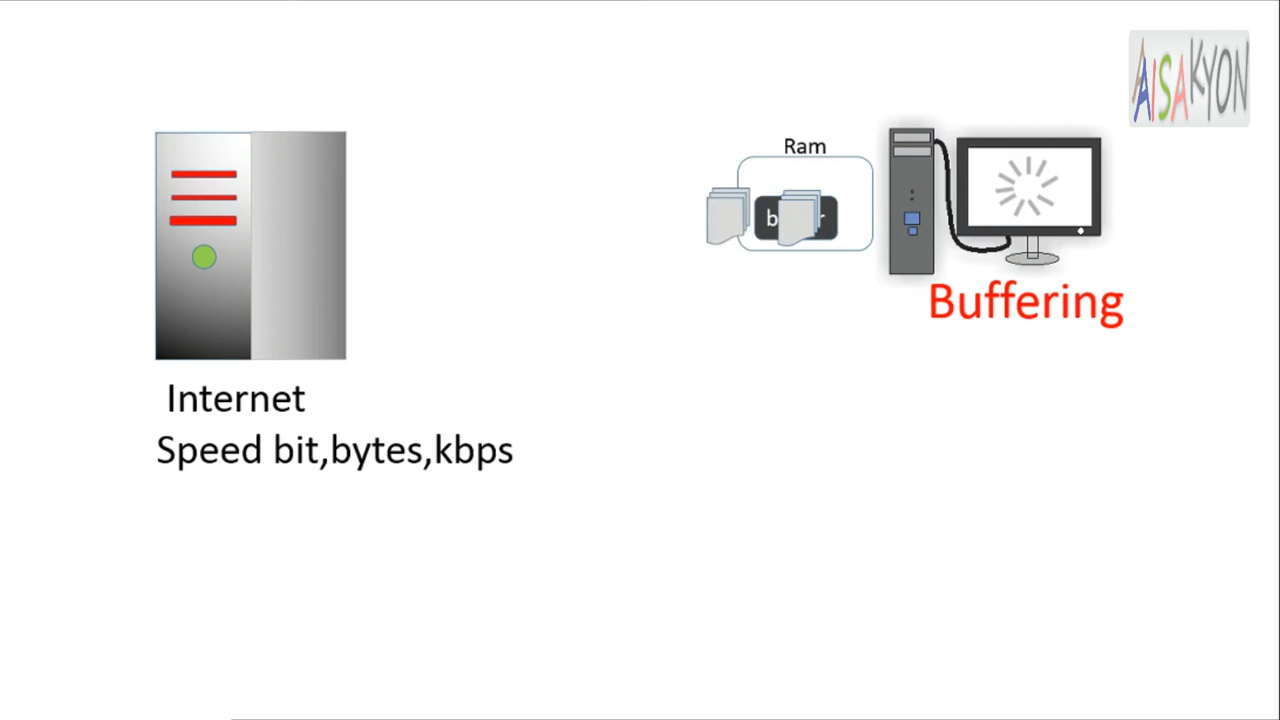 AISAKYON
Ram
Buffering
Internet
Speed bit,bytes,kbps